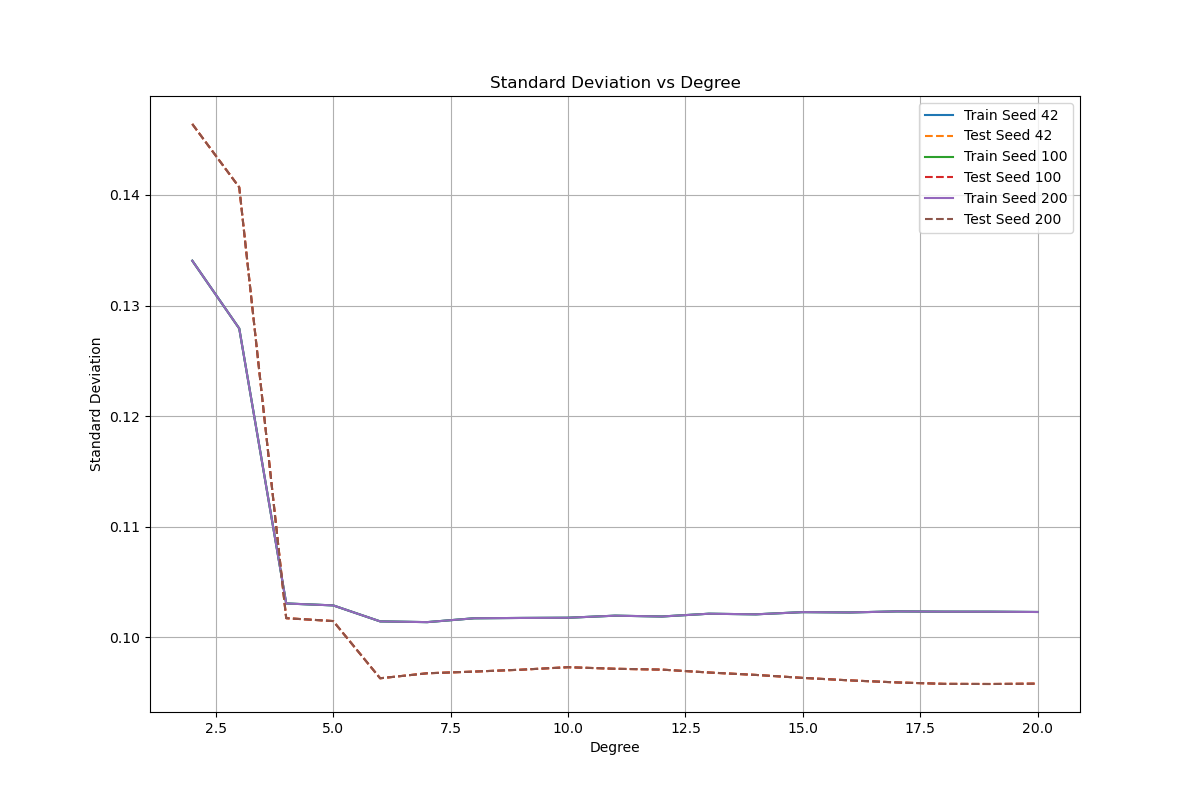 Standard Deviation vs Degree
Train Seed 42
Test Seed 42
Train Seed 100
Test Seed 100
Train Seed 200
Test Seed 200
Standard Deviation
0.14
0.13
0.12
0.11
0.10
2.5 5.0 7.5 10.0 12.5 15.0 17.5 20.0
Degree